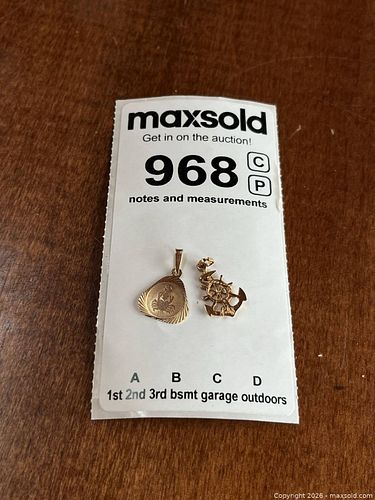 maxsold
Get in on the auction!
968 C
P
notes and measurements
A B C D
1st 2nd 3rd bsmt garage outdoors
Copyright 2026 - maxsold.com